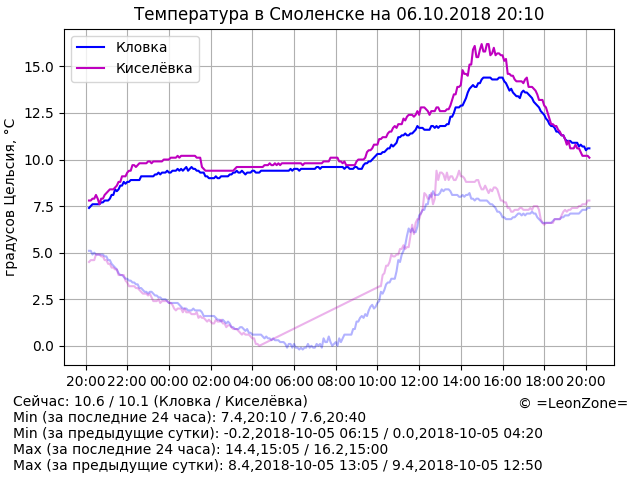 Температура в Смоленске на 06.10.2018 20:10
Кловка
Киселёвка
градусов Цельсия, °C
15.0
12.5
10.0
7.5
5.0
2.5
0.0
20:00 22:00 00:00 02:00 04:00 06:00 08:00 10:00 12:00 14:00 16:00 18:00 20:00
Сейчас: 10.6 / 10.1 (Кловка / Киселёвка)
© =LeonZone=
Min (за последние 24 часа): 7.4,20:10 / 7.6,20:40
Min (за предыдущие сутки): -0.2,2018-10-05 06:15 / 0.0,2018-10-05 04:20
Max (за последние 24 часа): 14.4,15:05 / 16.2,15:00
Max (за предыдущие сутки): 8.4,2018-10-05 13:05 / 9.4,2018-10-05 12:50